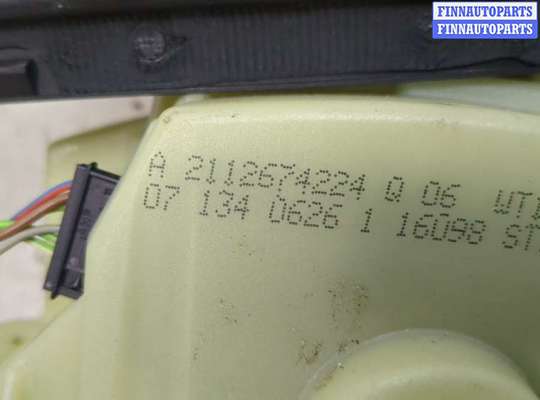 FINNAUTOPARTS
FINNAUTOPARTS
A 2112674224 Q 06
07 134 0626 1 16098